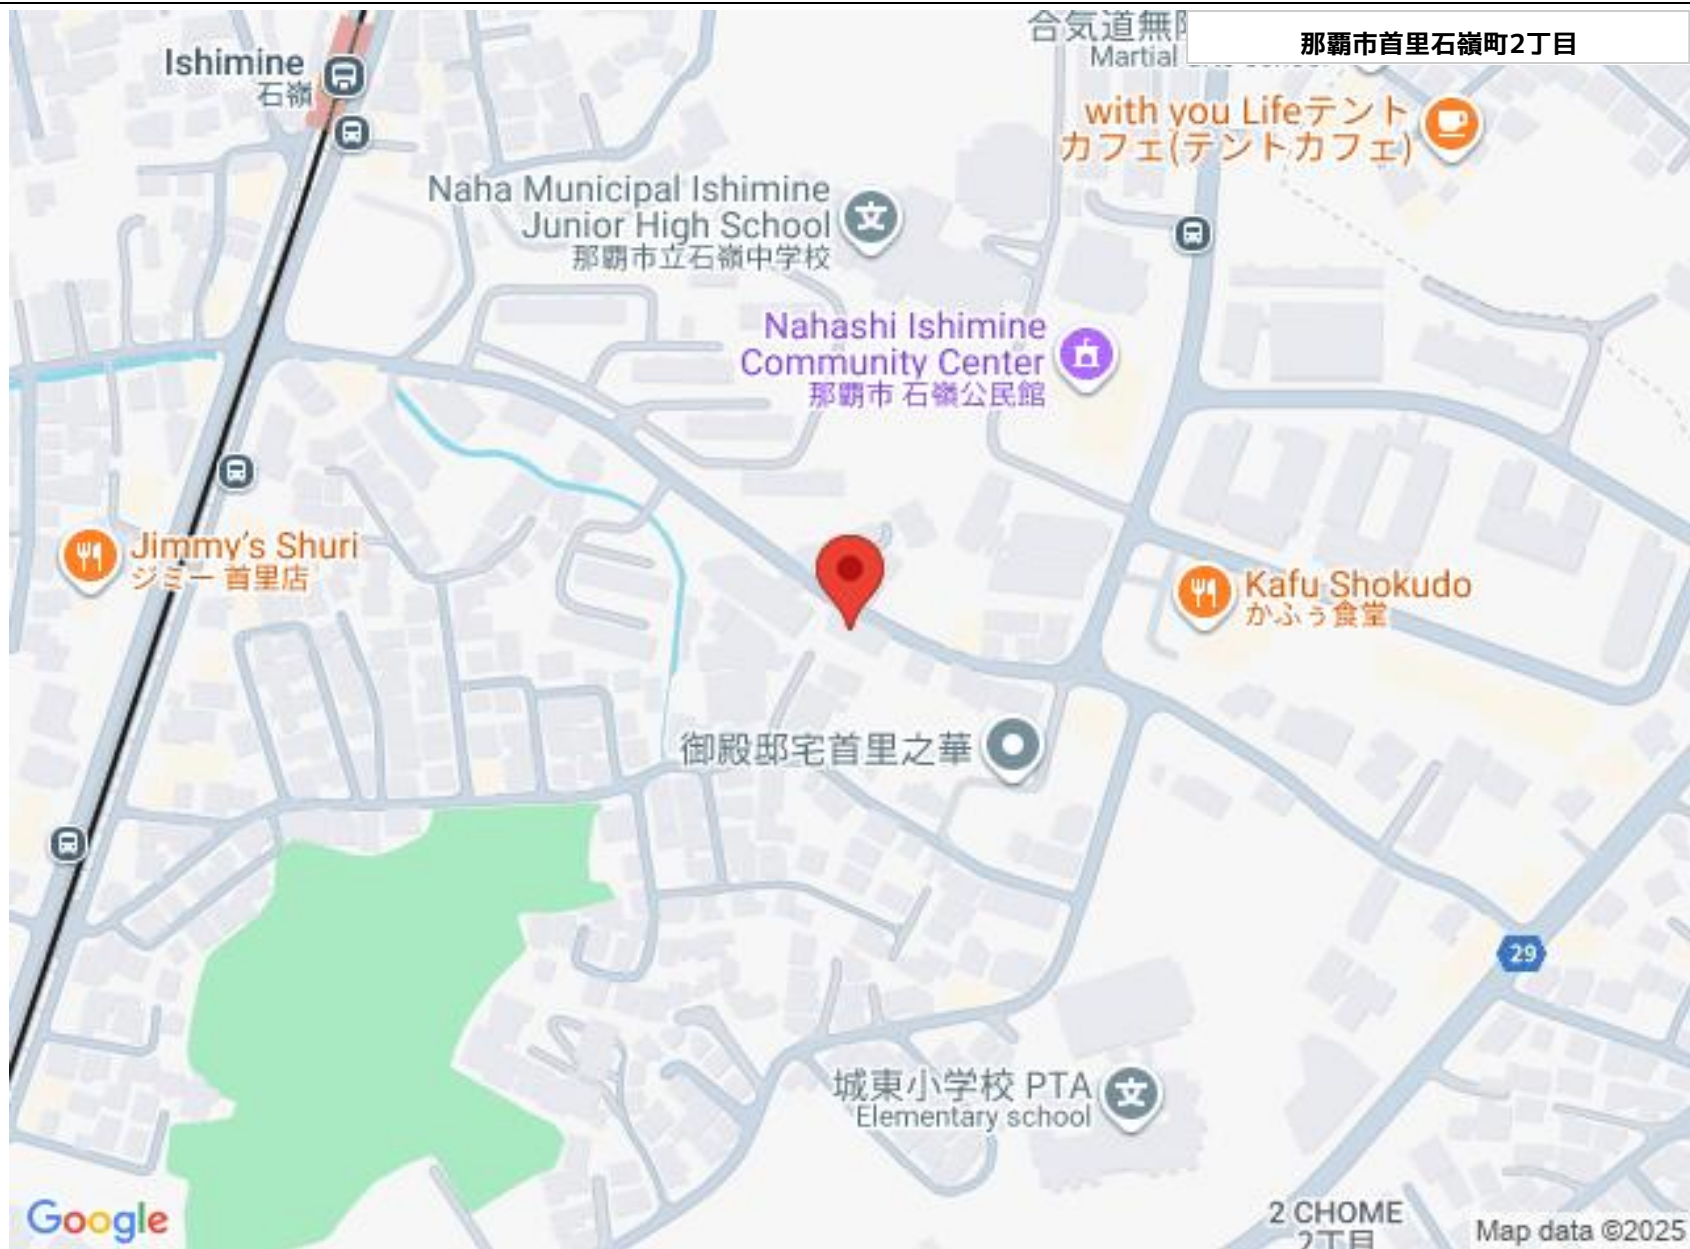 合気道無
Martial
那覇市首里石嶺町2丁目
Ishimine
石嶺
with you Lifeテント
カフェ(テントカフェ)
Naha Municipal Ishimine
Junior High School
那覇市立石嶺中学校
Nahashi Ishimine
Community Center
那覇市 石嶺公民館
Jimmy's Shuri
ジミー 首里店
Kafu Shokudo
かふぅ食堂
御殿邸宅首里之華
29
城東小学校 PTA
Elementary school
2 CHOME
2丁目
Google
Map data ©2025